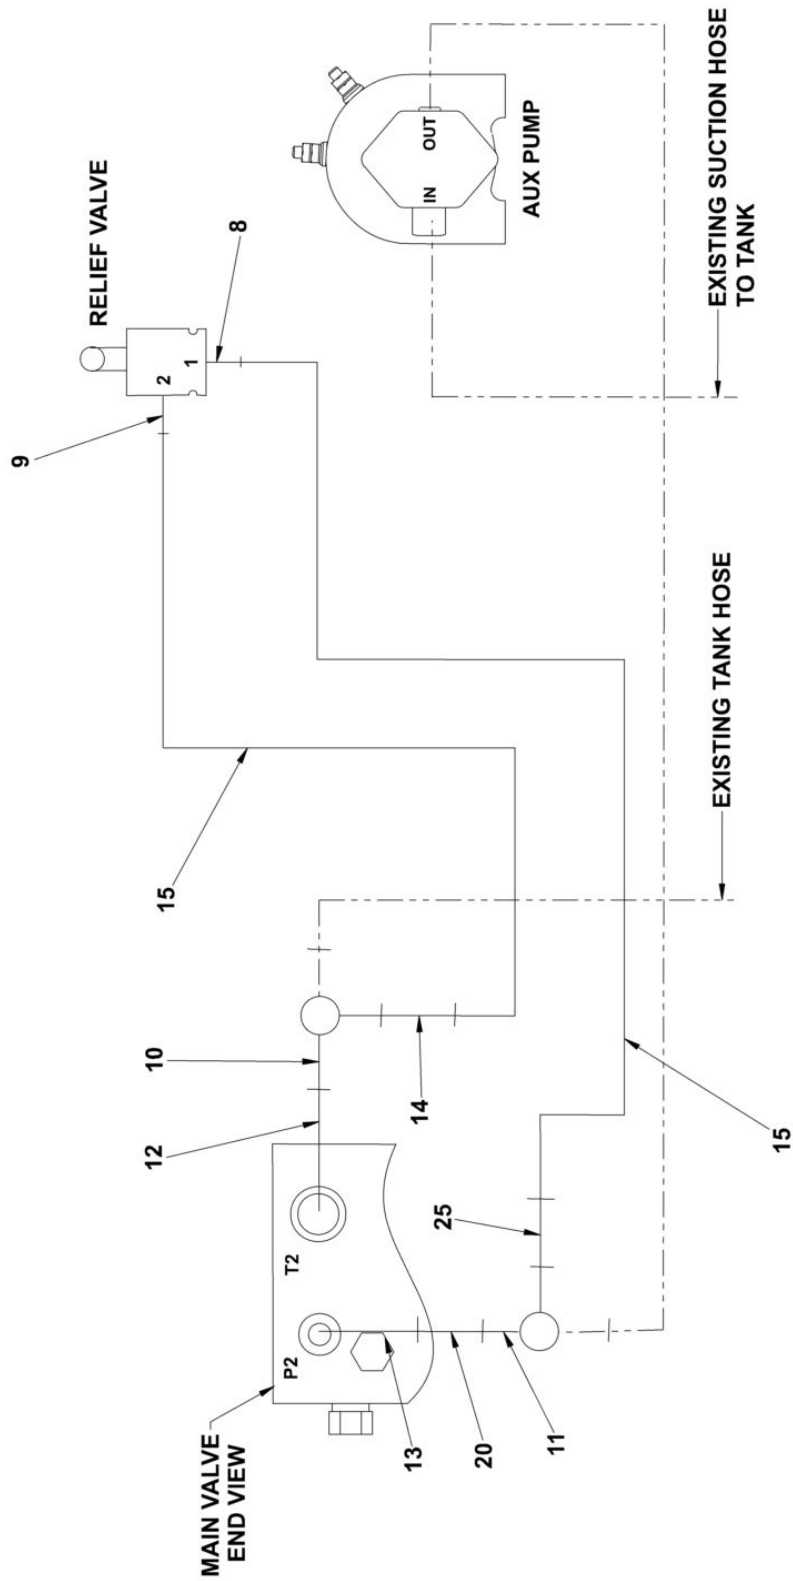 MAIN VALVE
END VIEW
P2
T2
13
20
11
25
12
10
14
15
15
9
8
2
1
RELIEF VALVE
IN
OUT
AUX PUMP
EXISTING TANK HOSE
EXISTING SUCTION HOSE
TO TANK